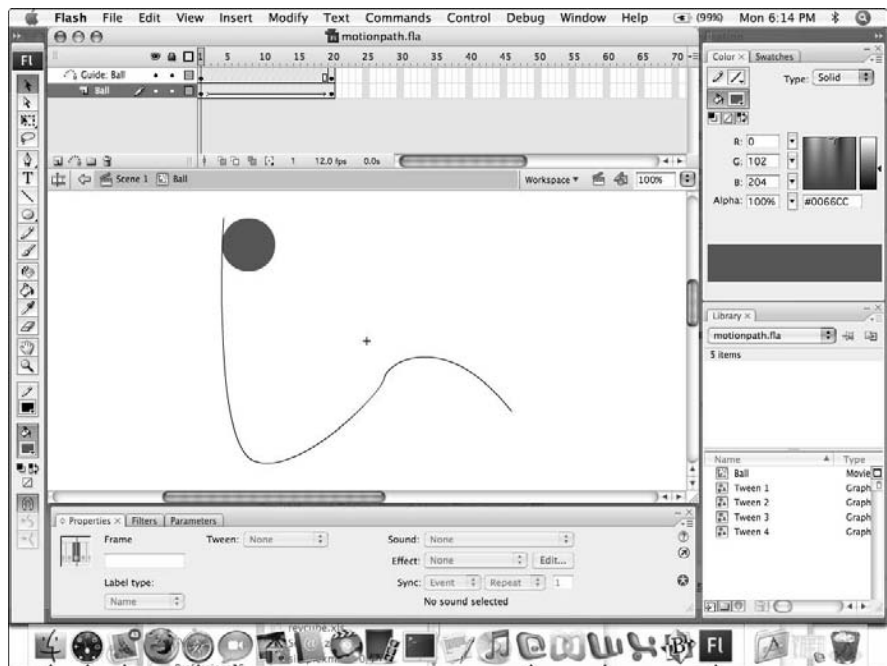 Flash File Edit View Insert Modify Text Commands Control Debug Window Help (99%) Mon 6:14 PM
motionpath.fla
Fl
1 5 10 15 20 25 30 35 40 45 50 55 60 65 70
Guide: Ball
Ball
1 12.0 fps 0.0s
Scene 1 Ball Workspace 100%
Color × Swatches
Type: Solid
R: 0
G: 102
B: 204
Alpha: 100% #0066CC
Library ×
motionpath.fla
5 items
Name Type
Ball Movie
Tween 1 Graph
Tween 2 Graph
Tween 3 Graph
Tween 4 Graph
Properties × Filters Parameters
Frame Tween: None Sound: None
Effect: None Edit...
Label type: Sync: Event Repeat 1
Name No sound selected
Fl